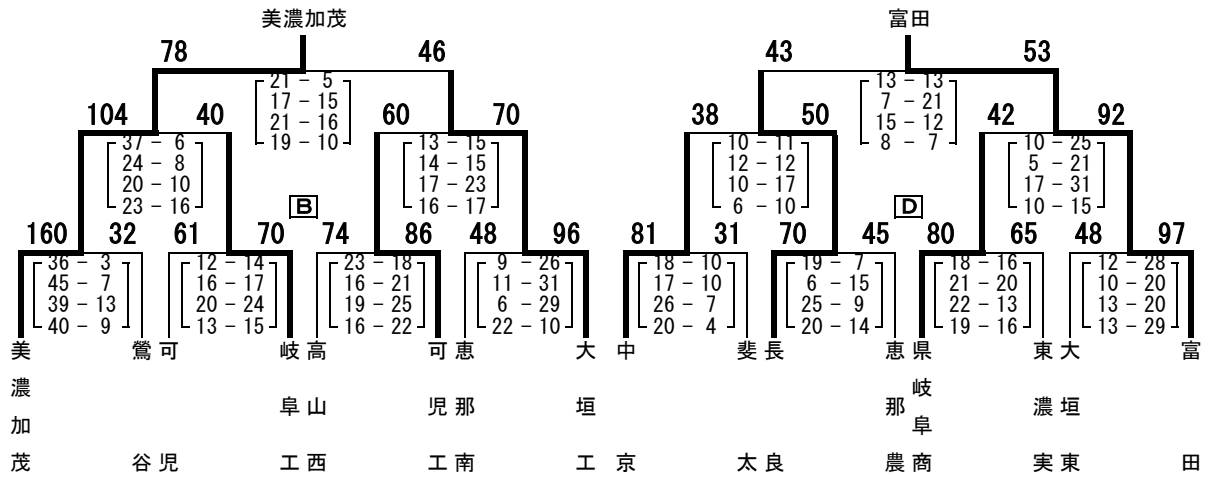 美濃加茂 富田
78 46 43 53
21 - 5
17 - 15
21 - 16
19 - 10
13 - 13
7 - 21
15 - 12
8 - 7
104 40 60 70 38 50 42 92
37 - 6
24 - 8
20 - 10
23 - 16
13 - 15
14 - 15
17 - 23
16 - 17
10 - 11
12 - 12
10 - 17
6 - 10
10 - 25
5 - 21
17 - 31
10 - 15
B D
160 32 61 70 74 86 48 96 81 31 70 45 80 65 48 97
36 - 3
45 - 7
39 - 13
40 - 9
12 - 14
16 - 17
20 - 24
13 - 15
23 - 18
16 - 21
19 - 25
16 - 22
9 - 26
11 - 31
6 - 29
22 - 10
18 - 10
17 - 10
26 - 7
20 - 4
19 - 7
6 - 15
25 - 9
20 - 14
18 - 16
21 - 20
22 - 13
19 - 16
12 - 28
10 - 20
13 - 20
13 - 29
美濃加茂
鶯谷
可児
岐阜工
高山西
可児工
恵那南
大垣工
中京
斐太
長良
恵那農
県岐阜商
東濃実
大垣東
富田